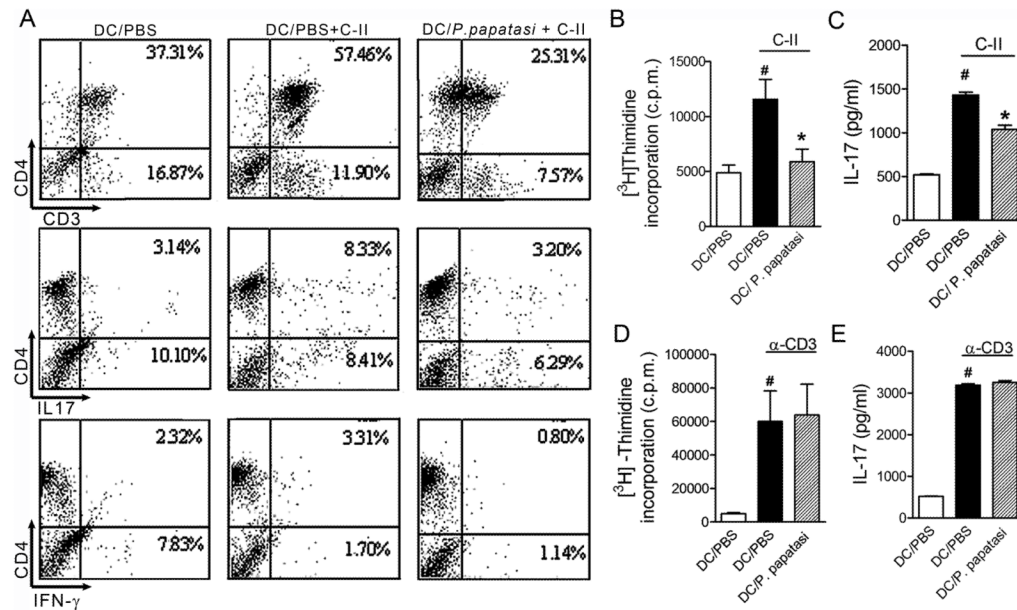 A
DC/PBS
DC/PBS+C-II
DC/P.papatasi + C-II
37.31%
57.46%
25.31%
CD4
16.87%
11.90%
7.57%
CD3
3.14%
8.33%
3.20%
CD4
10.10%
8.41%
6.29%
IL17
2.32%
3.31%
0.80%
CD4
7.83%
1.70%
1.14%
IFN-γ
B
C-II
[³H]Thimidine
incorporation (c.p.m.)
15000
10000
5000
0
#
*
DC/PBS
DC/PBS
DC/ P. papatasi
C
C-II
IL-17 (pg/ml)
2000
1500
1000
500
0
#
*
DC/PBS
DC/PBS
DC/ P. papatasi
D
α-CD3
[³H] -Thimidine
incorporation (c.p.m.)
100000
80000
60000
40000
20000
0
#
DC/PBS
DC/PBS
DC/P. papatasi
E
α-CD3
IL-17 (pg/ml)
4000
3000
2000
1000
0
#
DC/PBS
DC/PBS
DC/P. papatasi